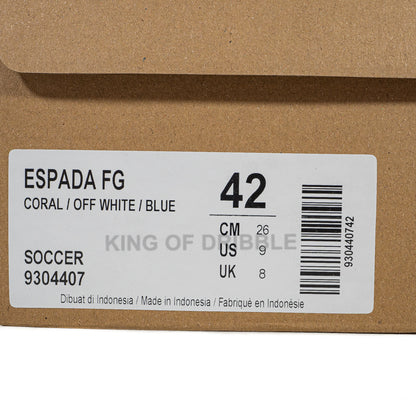 ESPADA FG
CORAL / OFF WHITE / BLUE
42
CM 26
US 9
UK 8
KING OF DRIBBLE
SOCCER
9304407
930440742
Dibuat di Indonesia / Made in Indonesia / Fabriqué en Indonésie